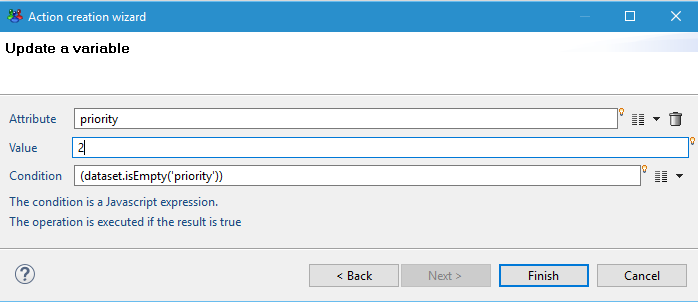 Action creation wizard
Update a variable
Attribute priority
Value 2
Condition (dataset.isEmpty('priority'))
The condition is a Javascript expression.
The operation is executed if the result is true
? < Back Next > Finish Cancel